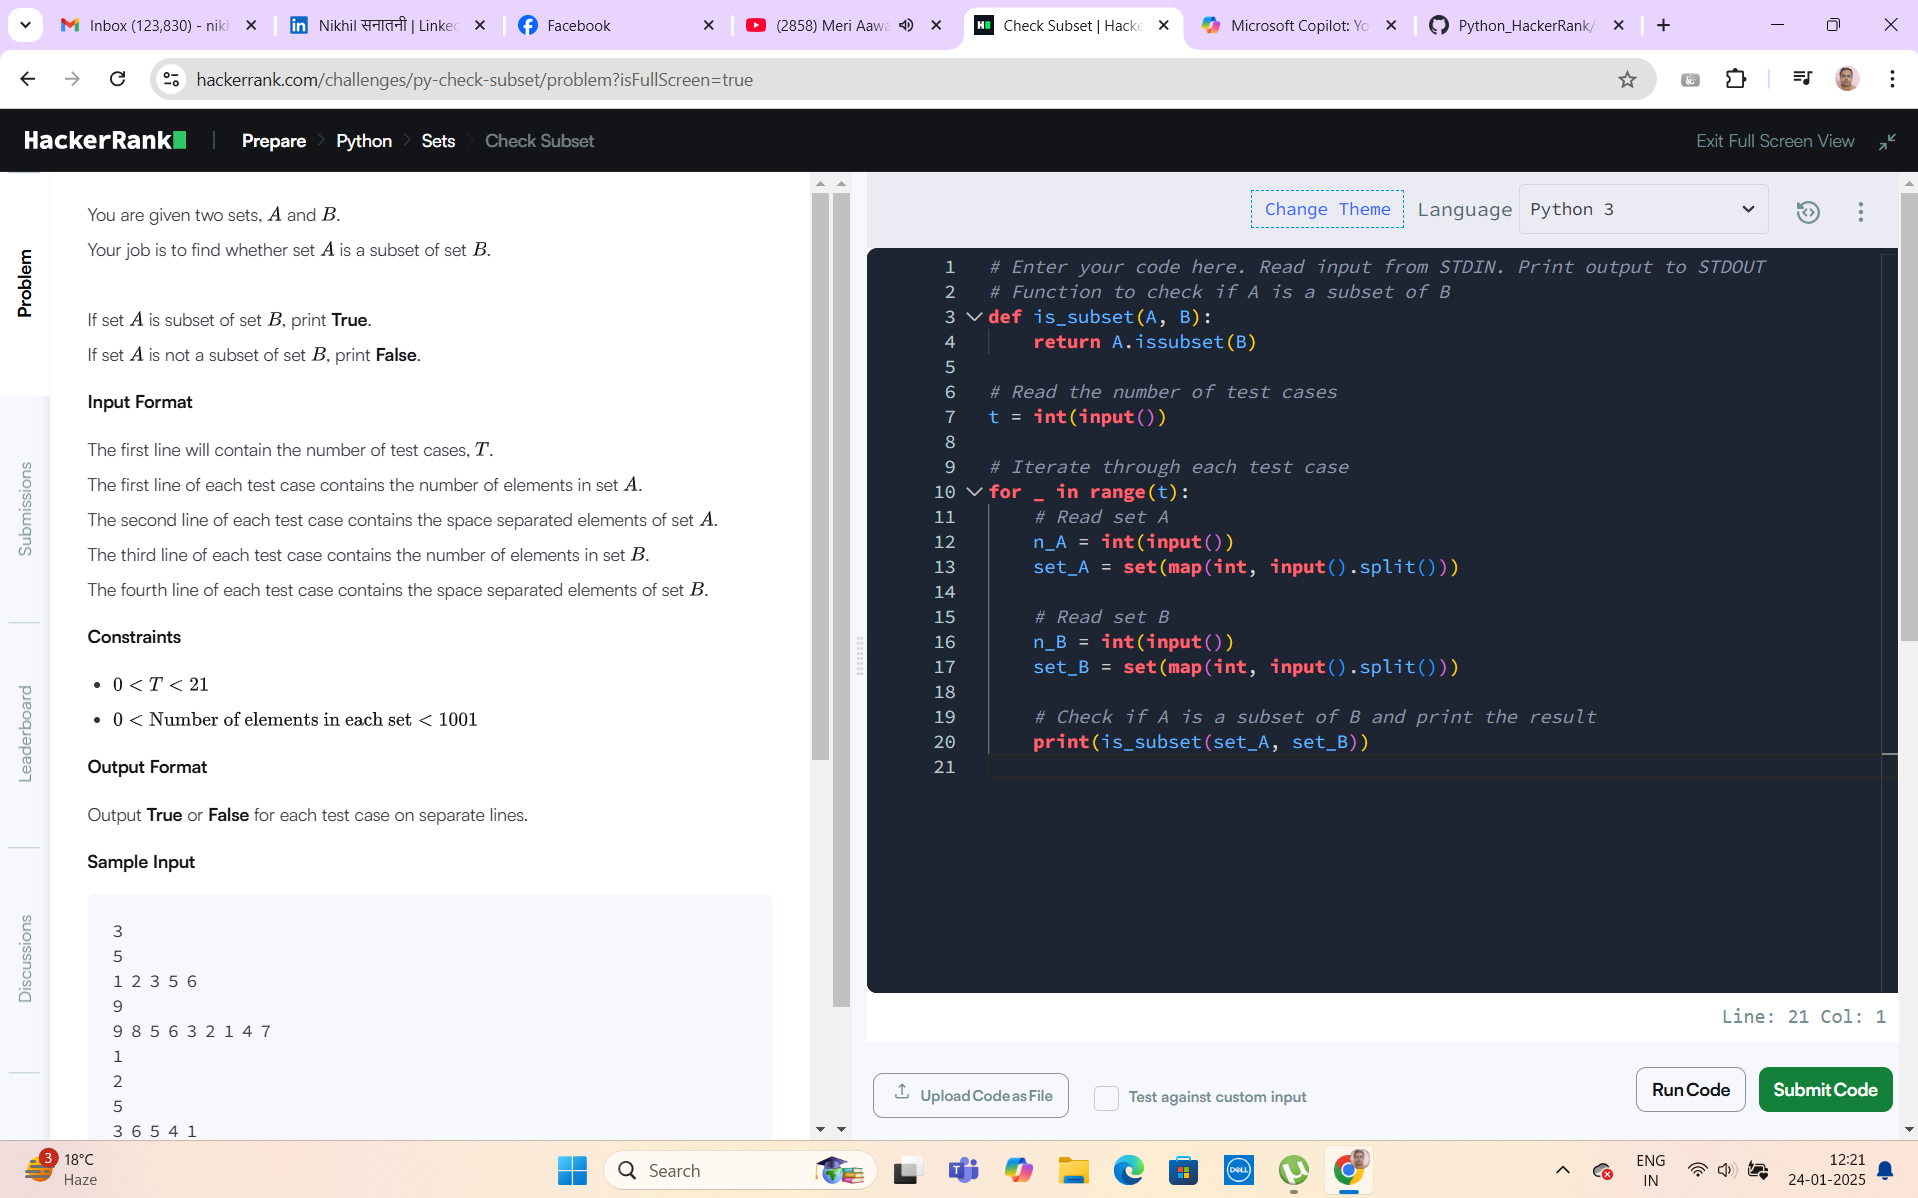 Inbox (123,830) - nikh
Nikhil सनातनी | Linked
Facebook
(2858) Meri Aawa
Check Subset | Hacke
Microsoft Copilot: Yo
Python_HackerRank/
hackerrank.com/challenges/py-check-subset/problem?isFullScreen=true
HackerRank
Prepare
Python
Sets
Check Subset
Exit Full Screen View
Problem
Submissions
Leaderboard
Discussions
You are given two sets, A and B.
Your job is to find whether set A is a subset of set B.
If set A is subset of set B, print True.
If set A is not a subset of set B, print False.
Input Format
The first line will contain the number of test cases, T.
The first line of each test case contains the number of elements in set A.
The second line of each test case contains the space separated elements of set A.
The third line of each test case contains the number of elements in set B.
The fourth line of each test case contains the space separated elements of set B.
Constraints
• 0 < T < 21
• 0 < Number of elements in each set < 1001
Output Format
Output True or False for each test case on separate lines.
Sample Input
3
5
1 2 3 5 6
9
9 8 5 6 3 2 1 4 7
1
2
5
3 6 5 4 1
Change Theme
Language
Python 3
1 # Enter your code here. Read input from STDIN. Print output to STDOUT
2 # Function to check if A is a subset of B
3 def is_subset(A, B):
4 return A.issubset(B)
5
6 # Read the number of test cases
7 t = int(input())
8
9 # Iterate through each test case
10 for _ in range(t):
11 # Read set A
12 n_A = int(input())
13 set_A = set(map(int, input().split()))
14
15 # Read set B
16 n_B = int(input())
17 set_B = set(map(int, input().split()))
18
19 # Check if A is a subset of B and print the result
20 print(is_subset(set_A, set_B))
21
Line: 21 Col: 1
Upload Code as File
Test against custom input
Run Code
Submit Code
3
18°C
Haze
Search
DELL
ENG
IN
12:21
24-01-2025